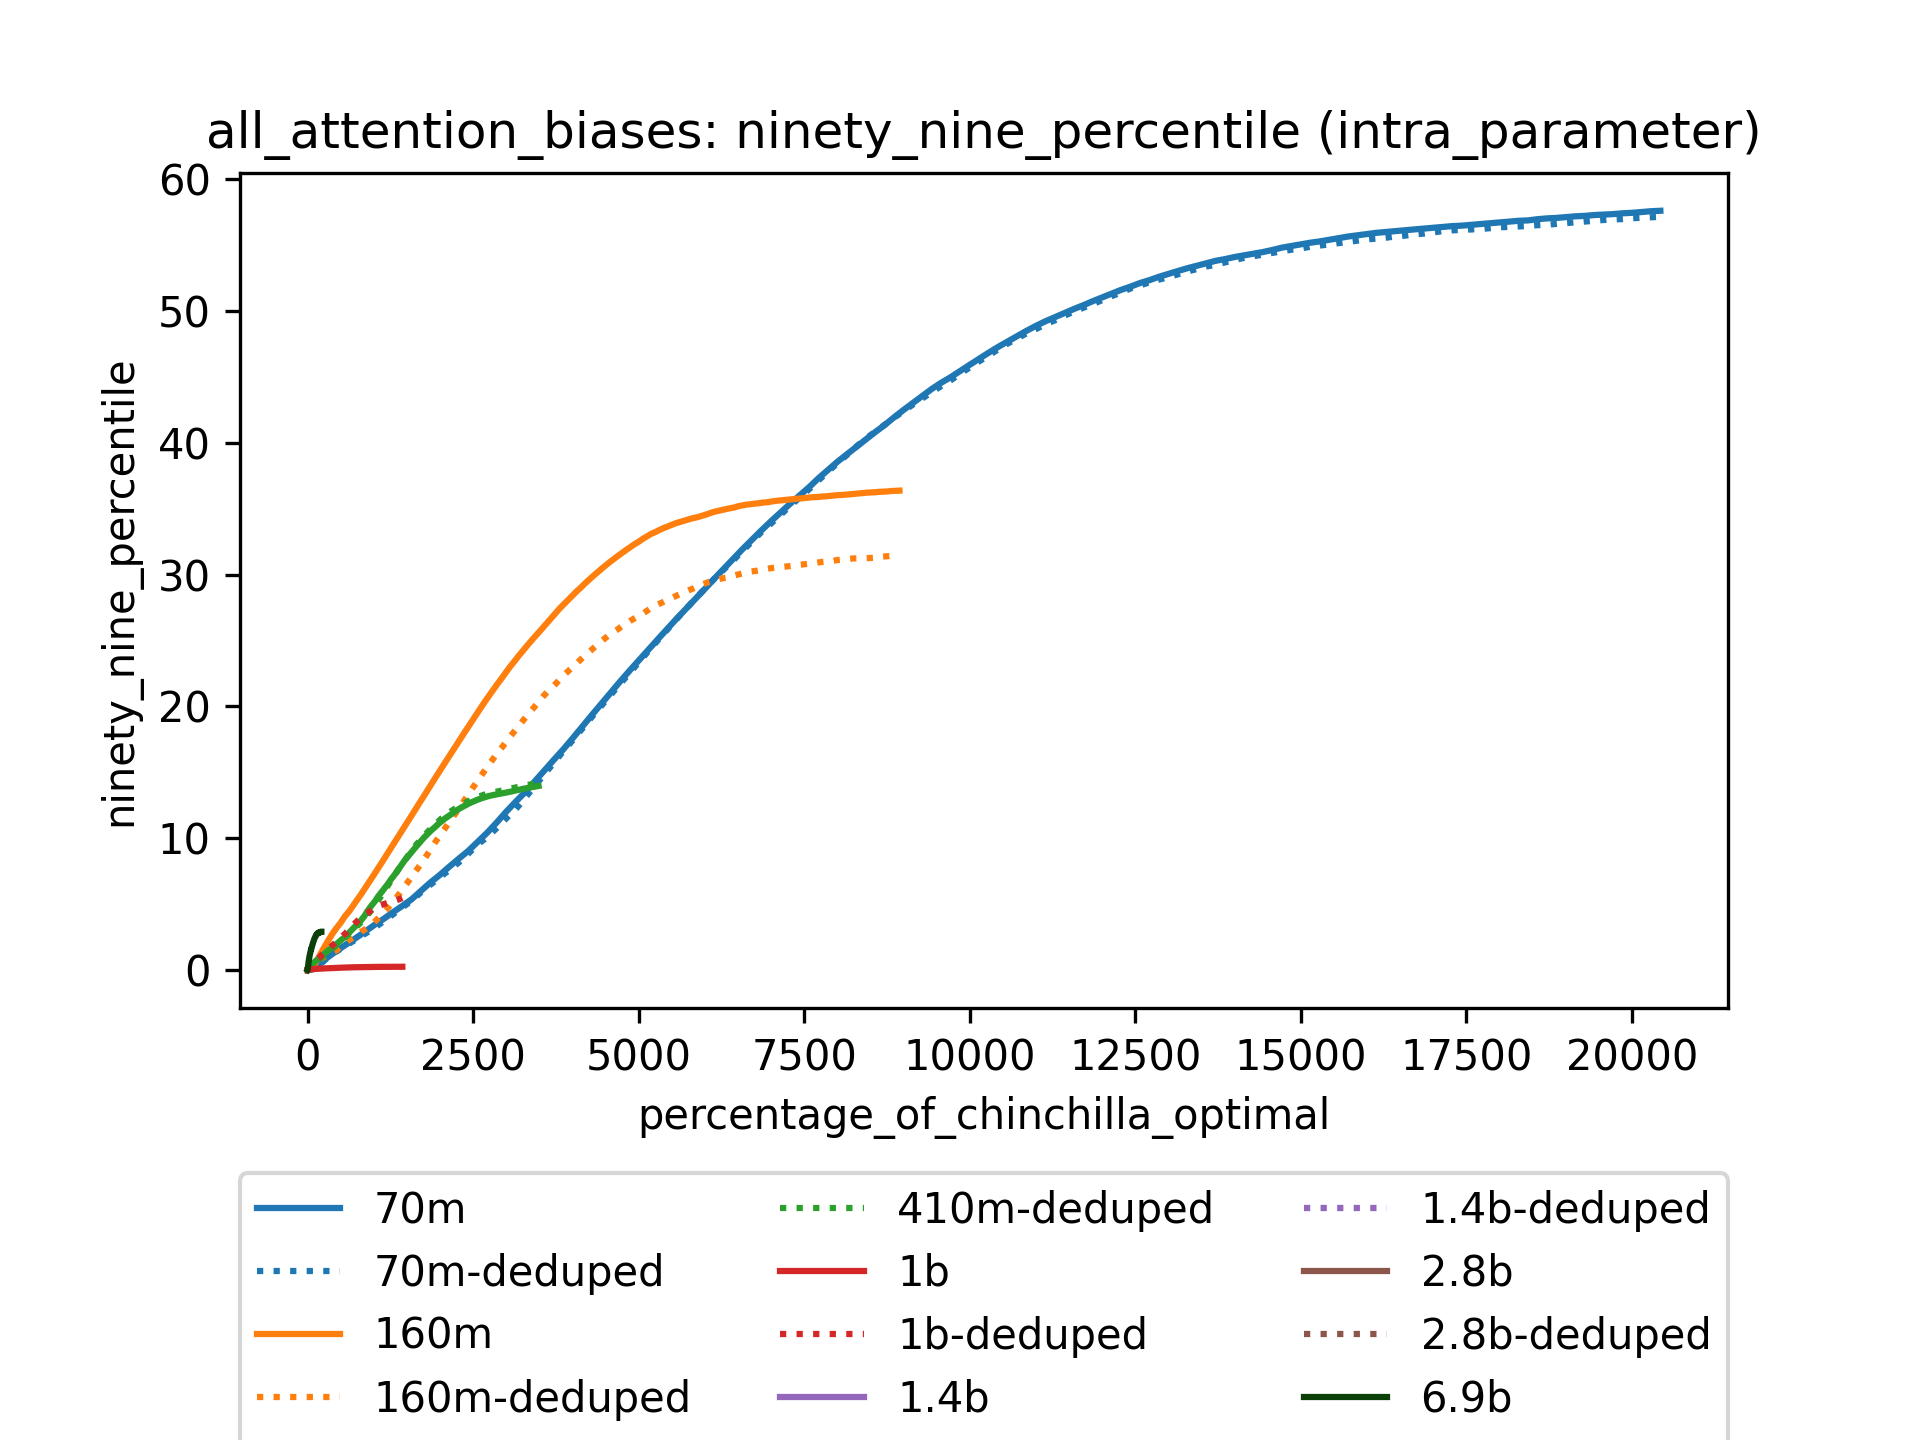 all_attention_biases: ninety_nine_percentile (intra_parameter)
60
50
40
30
20
10
0
ninety_nine_percentile
0 2500 5000 7500 10000 12500 15000 17500 20000
percentage_of_chinchilla_optimal
70m 410m-deduped 1.4b-deduped
70m-deduped 1b 2.8b
160m 1b-deduped 2.8b-deduped
160m-deduped 1.4b 6.9b